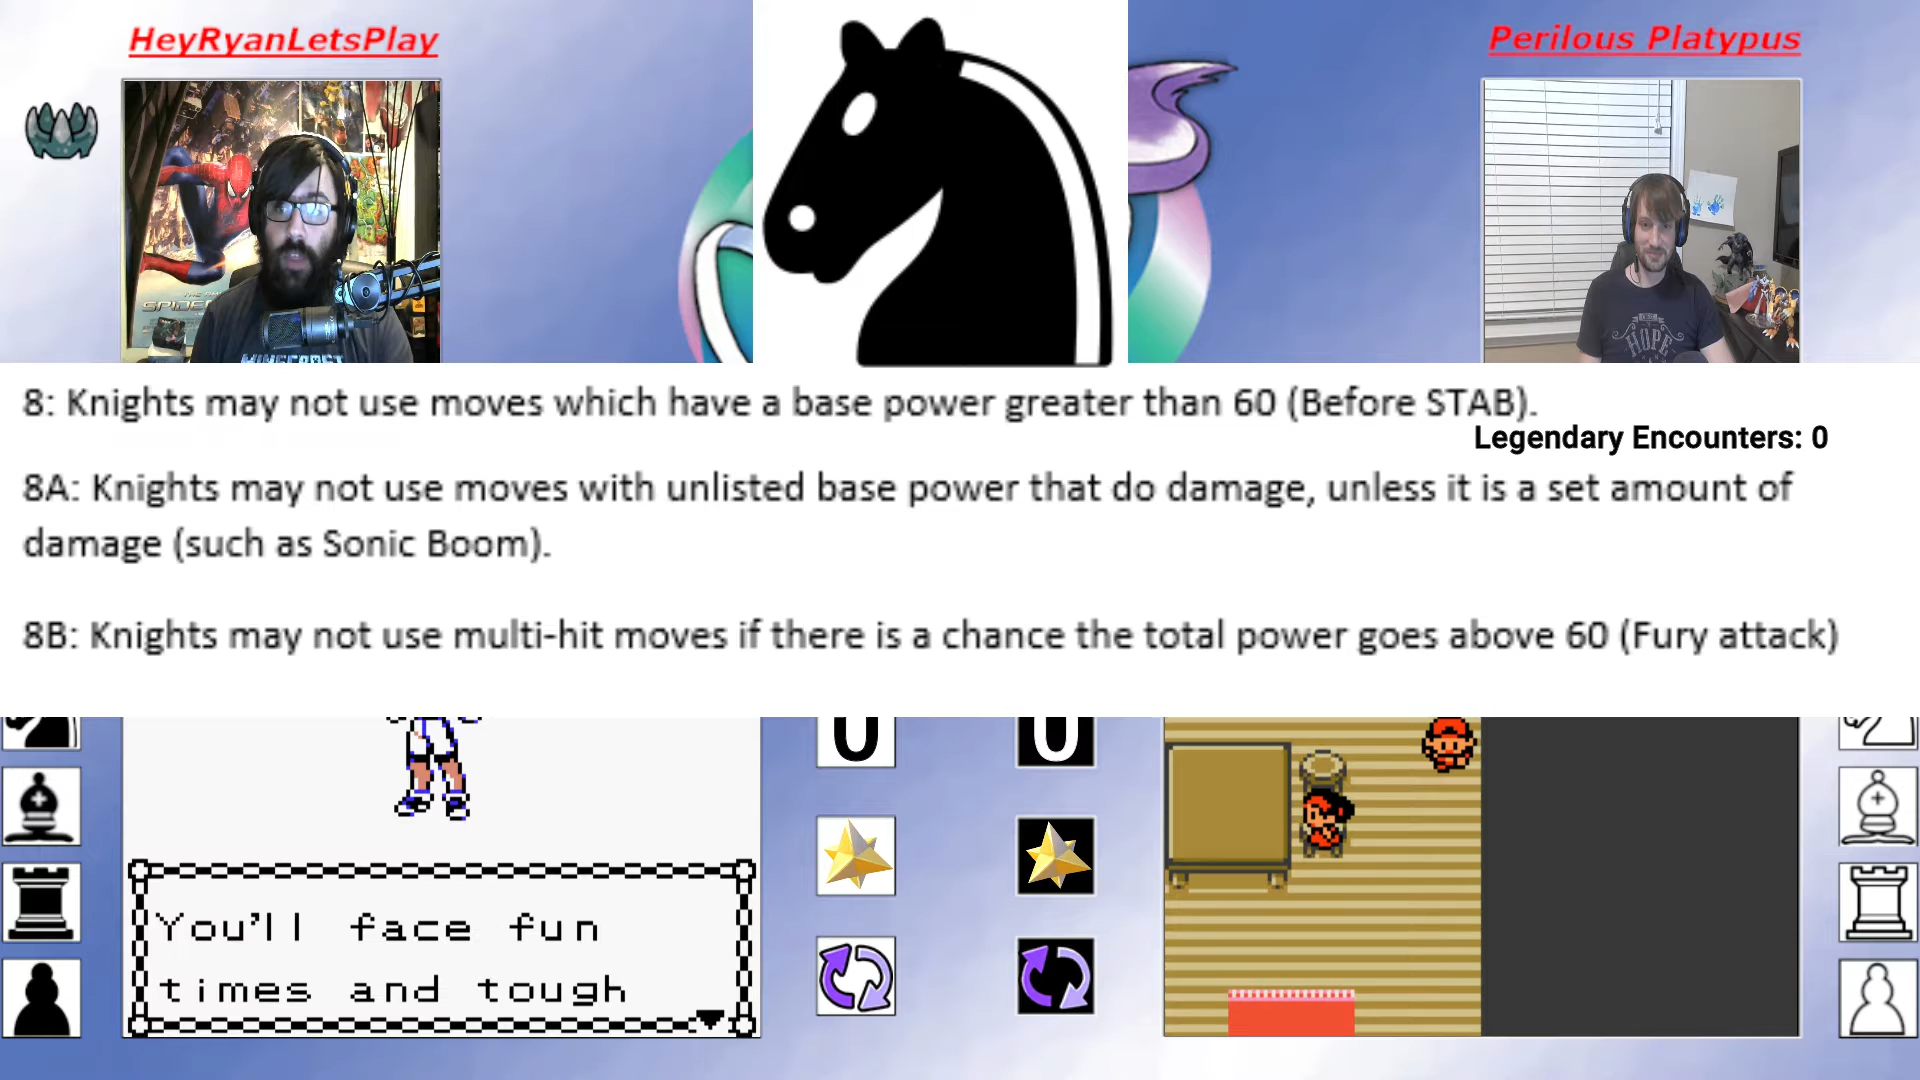 HeyRyanLetsPlay
Perilous Platypus
HOPE
8: Knights may not use moves which have a base power greater than 60 (Before STAB).
Legendary Encounters: 0
8A: Knights may not use moves with unlisted base power that do damage, unless it is a set amount of
damage (such as Sonic Boom).
8B: Knights may not use multi-hit moves if there is a chance the total power goes above 60 (Fury attack)
0 0
You'll face fun
times and tough